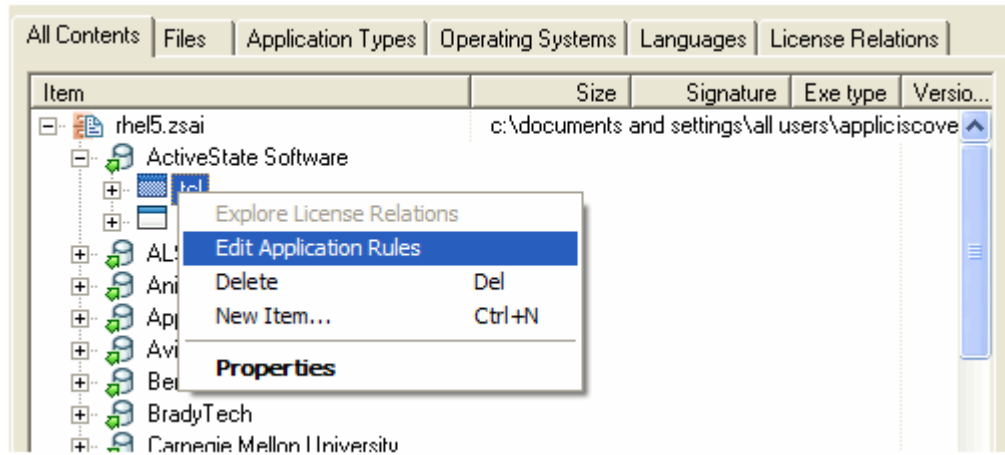 All Contents Files Application Types Operating Systems Languages License Relations
Item Size Signature Exe type Versio...
rhel5.zsai c:\documents and settings\all users\applic iscove
ActiveState Software
tcl
Explore License Relations
Edit Application Rules
Delete Del
New Item... Ctrl+N
Properties
BradyTech
Carnegie Mellon University